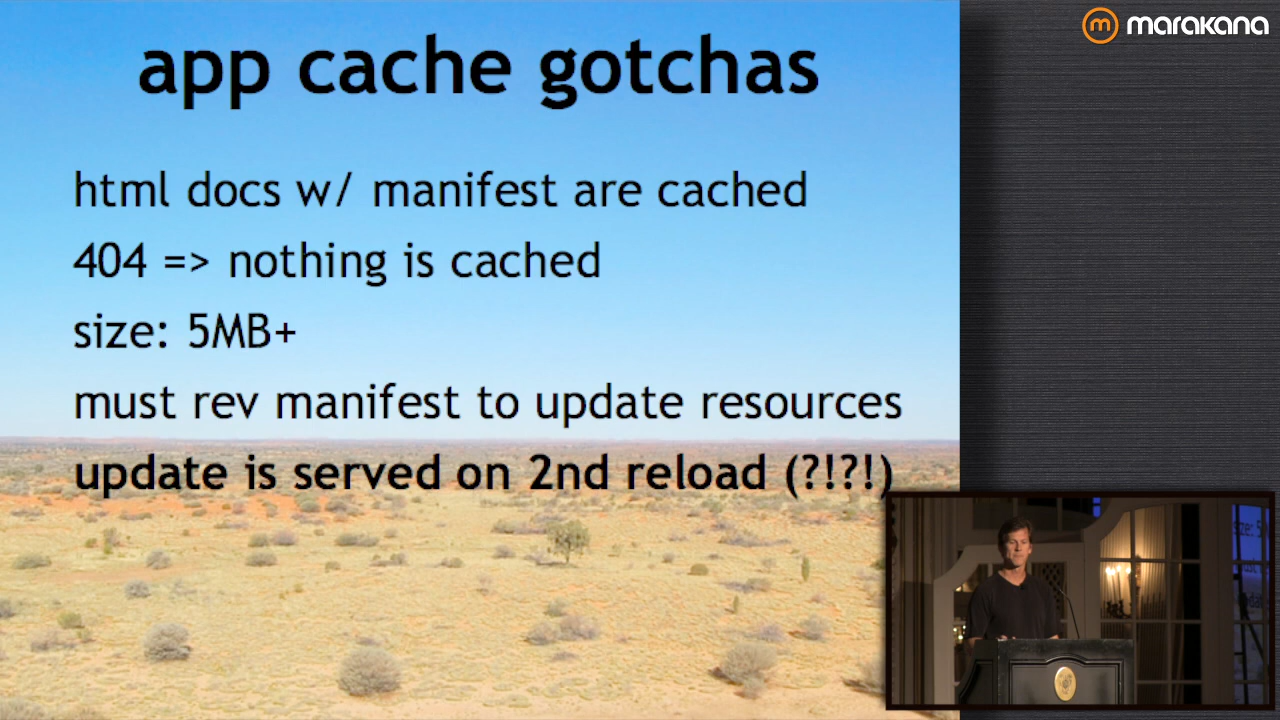 app cache gotchas
marakana
html docs w/ manifest are cached
404 => nothing is cached
size: 5MB+
must rev manifest to update resources
update is served on 2nd reload (?!?!)